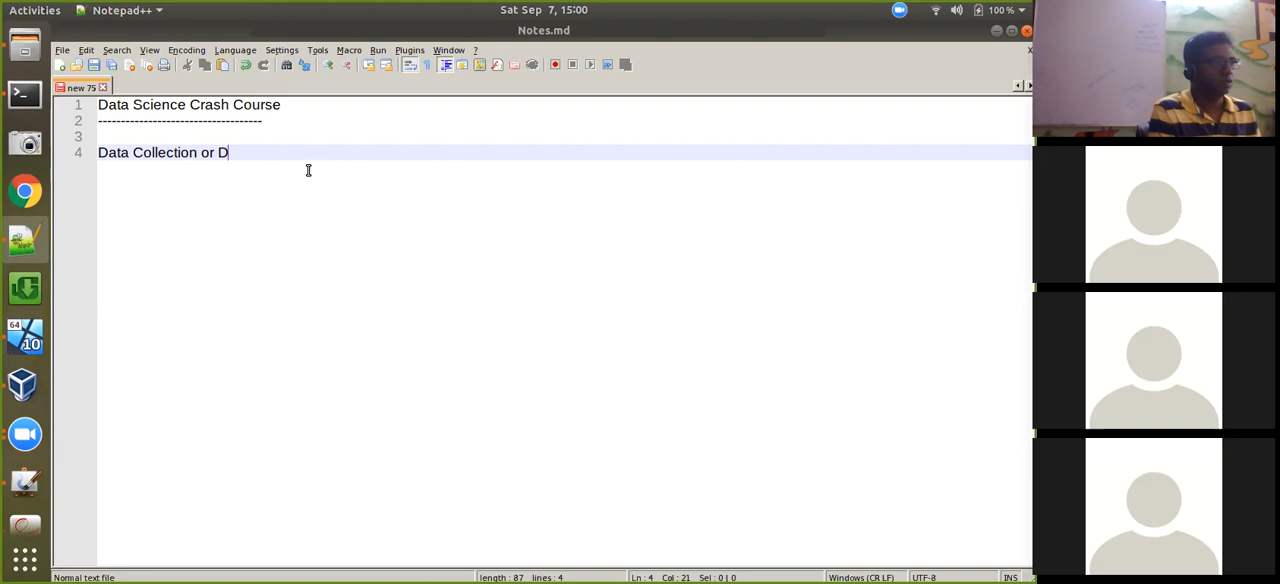 Activities Notepad++ Sat Sep 7, 15:00 100 %
Notes.md
File Edit Search View Encoding Language Settings Tools Macro Run Plugins Window ? X
new 75
1 Data Science Crash Course
2 ------------------------------------
3
4 Data Collection or D
64
10
Normal text file length : 87 lines : 4 Ln : 4 Col : 21 Sel : 0 | 0 Windows (CR LF) UTF-8 INS